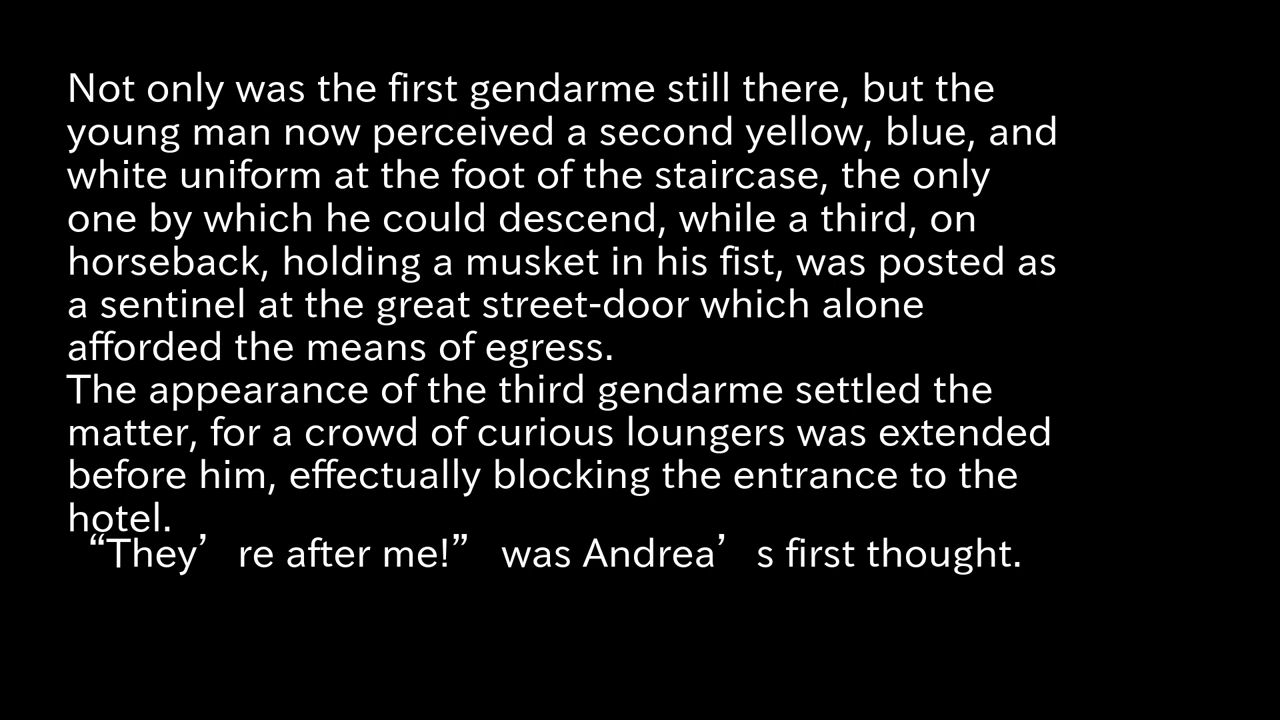 Not only was the first gendarme still there, but the
young man now perceived a second yellow, blue, and
white uniform at the foot of the staircase, the only
one by which he could descend, while a third, on
horseback, holding a musket in his fist, was posted as
a sentinel at the great street-door which alone
afforded the means of egress.
The appearance of the third gendarme settled the
matter, for a crowd of curious loungers was extended
before him, effectually blocking the entrance to the
hotel.
“They’re after me!” was Andrea’s first thought.